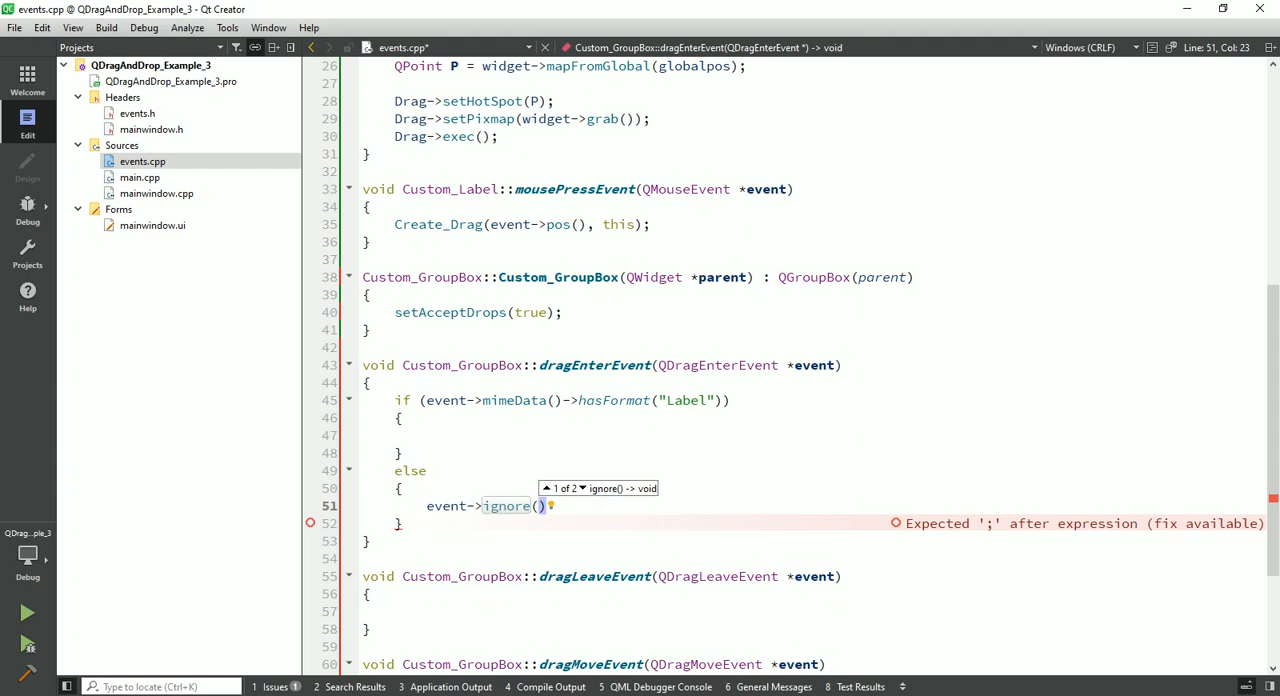 events.cpp @ QDragAndDrop_Example_3 - Qt Creator
File Edit View Build Debug Analyze Tools Window Help
Projects events.cpp* Custom_GroupBox::dragEnterEvent(QDragEnterEvent *) -> void Windows (CRLF) Line: 51, Col: 23
Welcome
Edit
Design
Debug
Projects
Help
QDrag...ple_3
Debug
QDragAndDrop_Example_3
QDragAndDrop_Example_3.pro
Headers
events.h
mainwindow.h
Sources
events.cpp
main.cpp
mainwindow.cpp
Forms
mainwindow.ui
26 QPoint P = widget->mapFromGlobal(globalpos);
27
28 Drag->setHotSpot(P);
29 Drag->setPixmap(widget->grab());
30 Drag->exec();
31 }
32
33 void Custom_Label::mousePressEvent(QMouseEvent *event)
34 {
35 Create_Drag(event->pos(), this);
36 }
37
38 Custom_GroupBox::Custom_GroupBox(QWidget *parent) : QGroupBox(parent)
39 {
40 setAcceptDrops(true);
41 }
42
43 void Custom_GroupBox::dragEnterEvent(QDragEnterEvent *event)
44 {
45 if (event->mimeData()->hasFormat("Label"))
46 {
47
48 }
49 else
50 {
1 of 2 ignore() -> void
51 event->ignore()
52 } Expected ';' after expression (fix available)
53 }
54
55 void Custom_GroupBox::dragLeaveEvent(QDragLeaveEvent *event)
56 {
57
58 }
59
60 void Custom_GroupBox::dragMoveEvent(QDragMoveEvent *event)
Type to locate (Ctrl+K) 1 Issues 1 2 Search Results 3 Application Output 4 Compile Output 5 QML Debugger Console 6 General Messages 8 Test Results